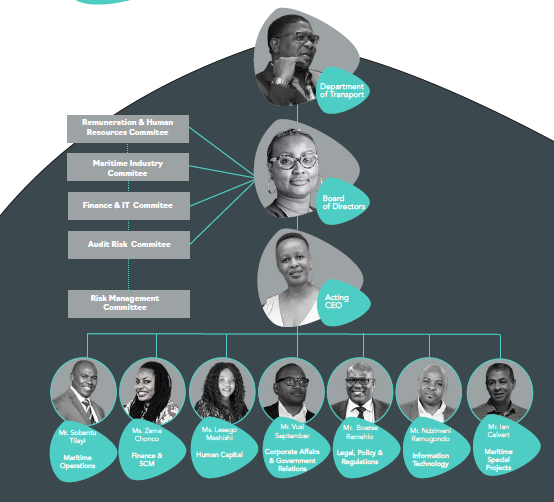 Department
of Transport
Remuneration & Human
Resources Commitee
Maritime Industry
Commitee
Finance & IT Commitee
Audit Risk Commitee
Risk Management
Committee
Board
of Directors
Acting
CEO
Mr. Sobantu
Tilayi
Maritime
Operations
Ms. Zama
Chonco
Finance &
SCM
Ms. Lesego
Mashishi
Human Capital
Mr. Vusi
September
Corporate Affairs
& Government
Relations
Mr. Boetse
Ramahlo
Legal, Policy &
Regulations
Mr. Ndzimeni
Ramugondo
Information
Technology
Mr. Ian
Calvert
Maritime
Special
Projects